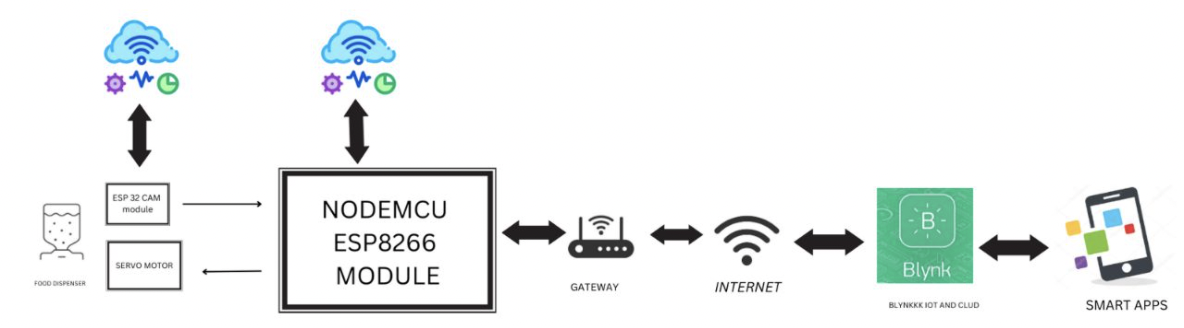 ESP 32 CAM
module
SERVO MOTOR
FOOD DISPENSER
NODEMCU
ESP8266
MODULE
GATEWAY
INTERNET
B
Blynk
BLYNKKK IOT AND CLUD
SMART APPS